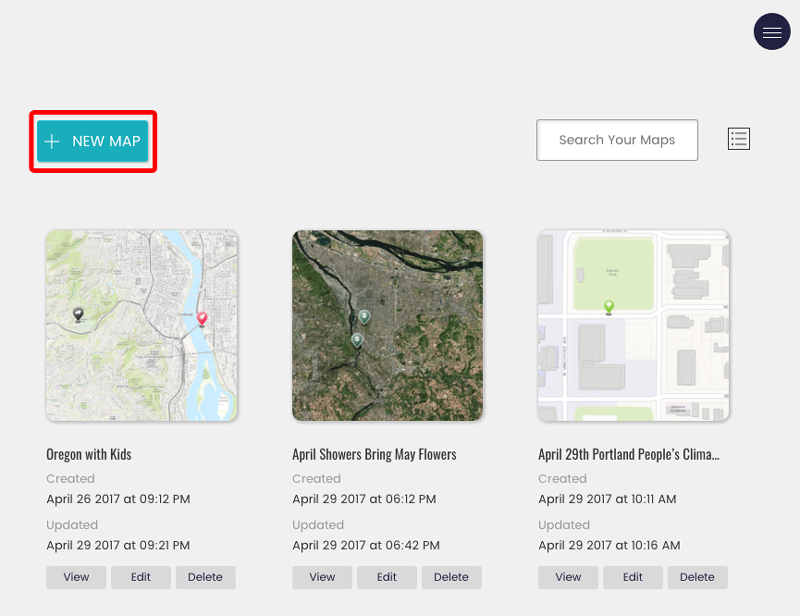 NEW MAP
Search Your Maps
Oregon with Kids
Created
April 26 2017 at 09:12 PM
Updated
April 29 2017 at 09:21 PM
View Edit Delete
April Showers Bring May Flowers
Created
April 29 2017 at 06:12 PM
Updated
April 29 2017 at 06:42 PM
View Edit Delete
April 29th Portland People’s Clima...
Created
April 29 2017 at 10:11 AM
Updated
April 29 2017 at 10:16 AM
View Edit Delete